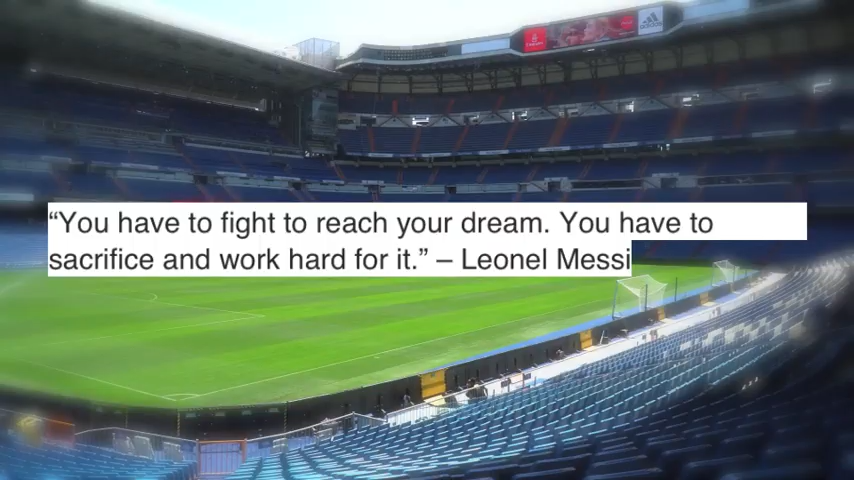 “You have to fight to reach your dream. You have to
sacrifice and work hard for it.” – Leonel Messi
adidas